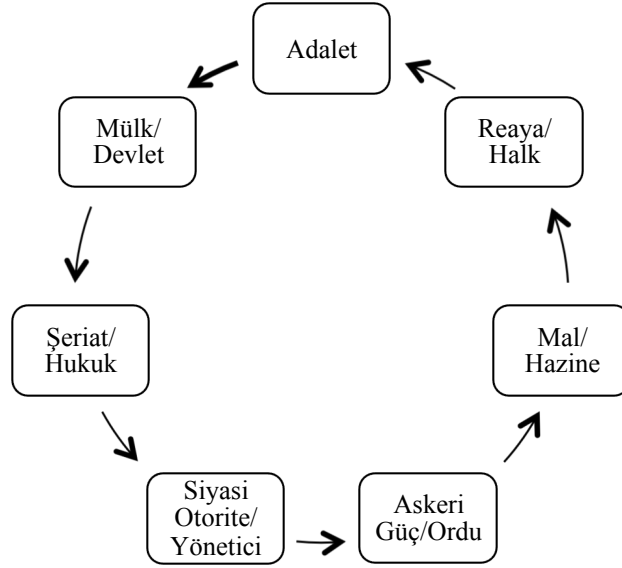 Adalet
Mülk/
Devlet
Reaya/
Halk
Şeriat/
Hukuk
Mal/
Hazine
Siyasi
Otorite/
Yönetici
Askeri
Güç/Ordu